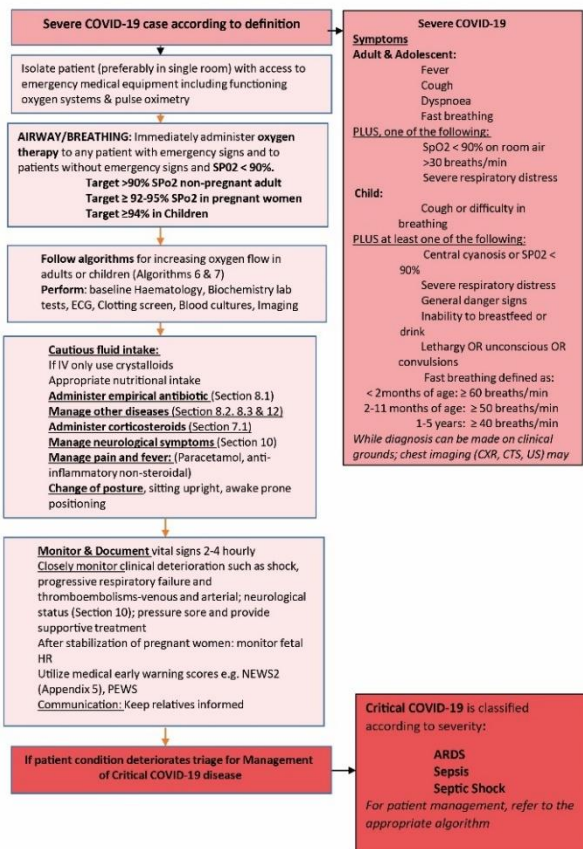 Severe COVID-19 case according to definition
Isolate patient (preferably in single room) with access to
emergency medical equipment including functioning
oxygen systems & pulse oximetry
AIRWAY/BREATHING: Immediately administer oxygen
therapy to any patient with emergency signs and to
patients without emergency signs and SP02 < 90%.
Target >90% SPo2 non-pregnant adult
Target ≥ 92-95% SPo2 in pregnant women
Target ≥94% in Children
Follow algorithms for increasing oxygen flow in
adults or children (Algorithms 6 & 7)
Perform: baseline Haematology, Biochemistry lab
tests, ECG, Clotting screen, Blood cultures, Imaging
Cautious fluid intake:
If IV only use crystalloids
Appropriate nutritional intake
Administer empirical antibiotic (Section 8.1)
Manage other diseases (Section 8.2. 8.3 & 12)
Administer corticosteroids (Section 7.1)
Manage neurological symptoms (Section 10)
Manage pain and fever: (Paracetamol, anti-
inflammatory non-steroidal)
Change of posture, sitting upright, awake prone
positioning
Monitor & Document vital signs 2-4 hourly
Closely monitor clinical deterioration such as shock,
progressive respiratory failure and
thromboembolisms-venous and arterial; neurological
status (Section 10); pressure sore and provide
supportive treatment
After stabilization of pregnant women: monitor fetal
HR
Utilize medical early warning scores e.g. NEWS2
(Appendix 5), PEWS
Communication: Keep relatives informed
If patient condition deteriorates triage for Management
of Critical COVID-19 disease
Severe COVID-19
Symptoms
Adult & Adolescent:
Fever
Cough
Dyspnoea
Fast breathing
PLUS, one of the following:
SpO2 < 90% on room air
>30 breaths/min
Severe respiratory distress
Child:
Cough or difficulty in
breathing
PLUS at least one of the following:
Central cyanosis or SP02 <
90%
Severe respiratory distress
General danger signs
Inability to breastfeed or
drink
Lethargy OR unconscious OR
convulsions
Fast breathing defined as:
< 2months of age: ≥ 60 breaths/min
2-11 months of age: ≥ 50 breaths/min
1-5 years: ≥ 40 breaths/min
While diagnosis can be made on clinical
grounds; chest imaging (CXR, CTS, US) may
Critical COVID-19 is classified
according to severity:
ARDS
Sepsis
Septic Shock
For patient management, refer to the
appropriate algorithm